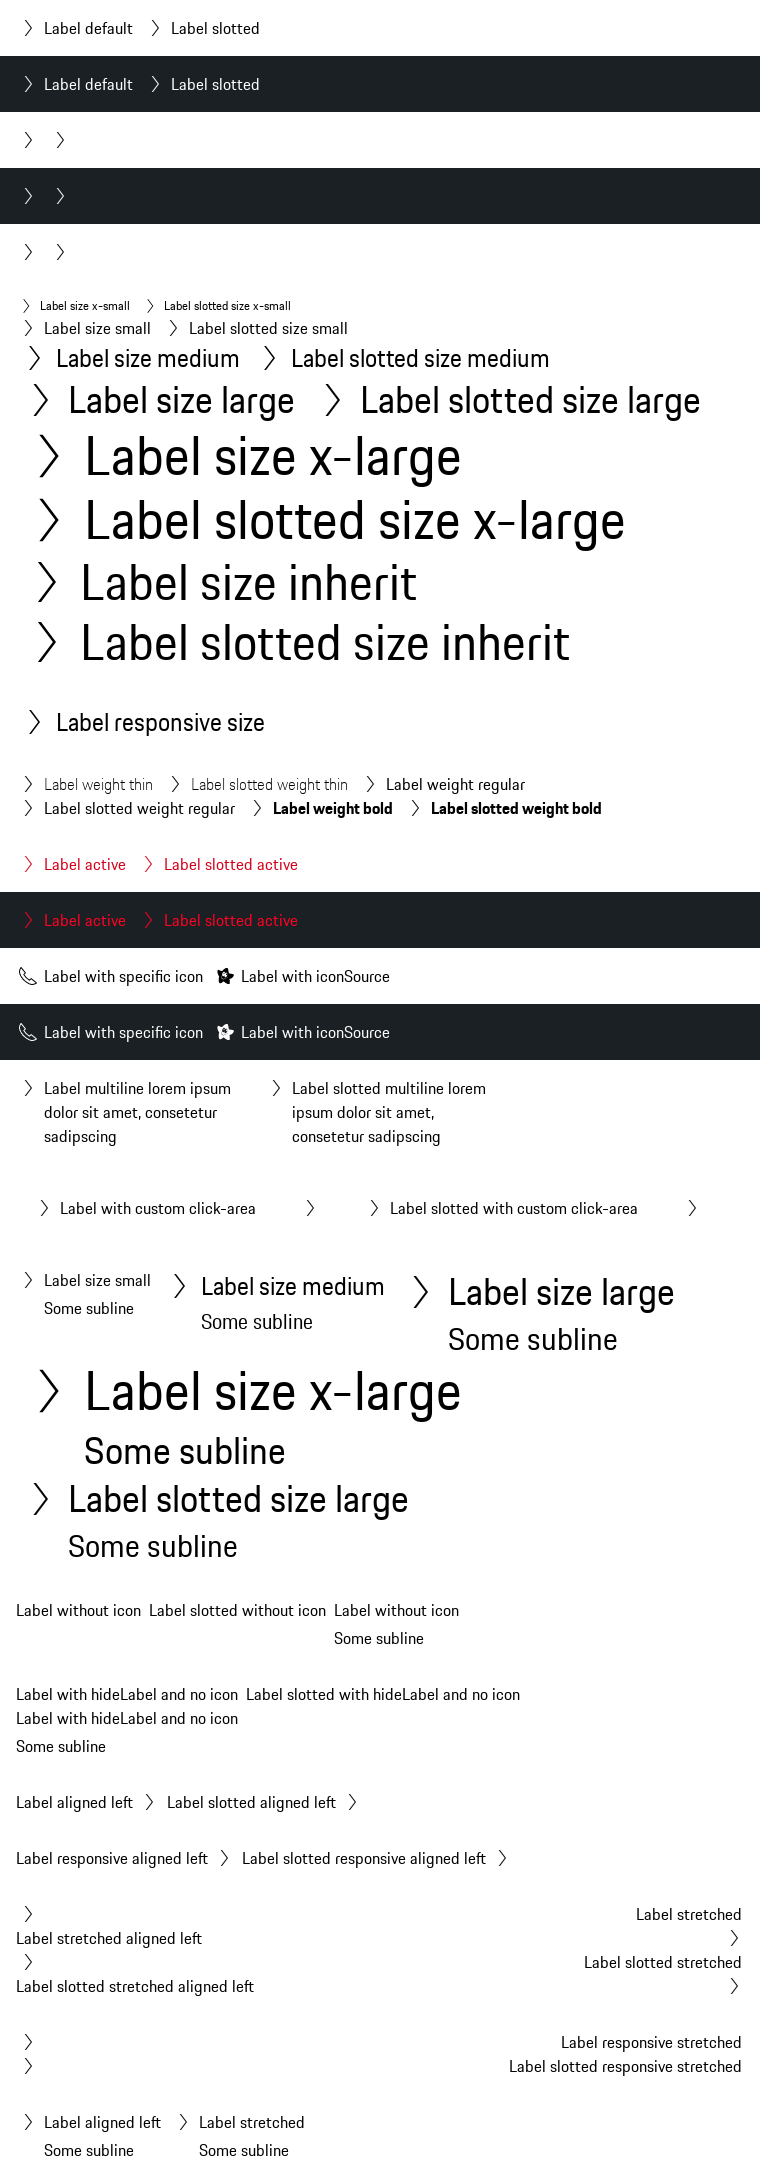 Label default Label slotted
Label default Label slotted
Label size x-small Label slotted size x-small
Label size small Label slotted size small
Label size medium Label slotted size medium
Label size large Label slotted size large
Label size x-large
Label slotted size x-large
Label size inherit
Label slotted size inherit
Label responsive size
Label weight thin Label slotted weight thin Label weight regular
Label slotted weight regular Label weight bold Label slotted weight bold
Label active Label slotted active
Label active Label slotted active
Label with specific icon Label with iconSource
Label with specific icon Label with iconSource
Label multiline lorem ipsum
dolor sit amet, consetetur
sadipscing
Label slotted multiline lorem
ipsum dolor sit amet,
consetetur sadipscing
Label with custom click-area Label slotted with custom click-area
Label size small
Some subline
Label size medium
Some subline
Label size large
Some subline
Label size x-large
Some subline
Label slotted size large
Some subline
Label without icon Label slotted without icon Label without icon
Some subline
Label with hideLabel and no icon Label slotted with hideLabel and no icon
Label with hideLabel and no icon
Some subline
Label aligned left Label slotted aligned left
Label responsive aligned left Label slotted responsive aligned left
Label stretched
Label stretched aligned left
Label slotted stretched
Label slotted stretched aligned left
Label responsive stretched
Label slotted responsive stretched
Label aligned left Label stretched
Some subline Some subline